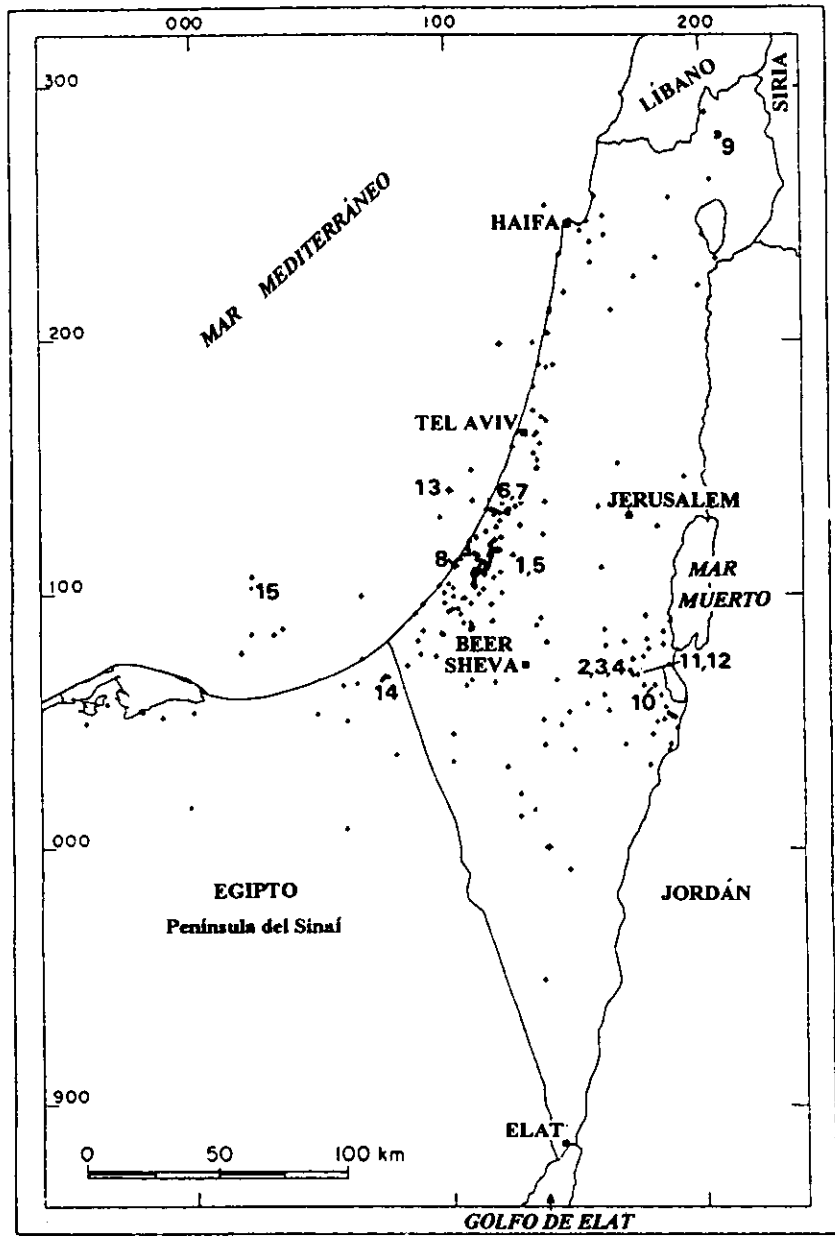 000 100 200
300
LÍBANO
SIRIA
9
HAIFA
MAR MEDITERRÁNEO
200
TEL AVIV
13
6,7
JERUSALEM
8
1,5
15
100
MAR
MUERTO
BEER
SHEVA
2,3,4
11,12
14
10
000
EGIPTO
Península del Sinaí
JORDÁN
900
ELAT
0 50 100 km
GOLFO DE ELAT